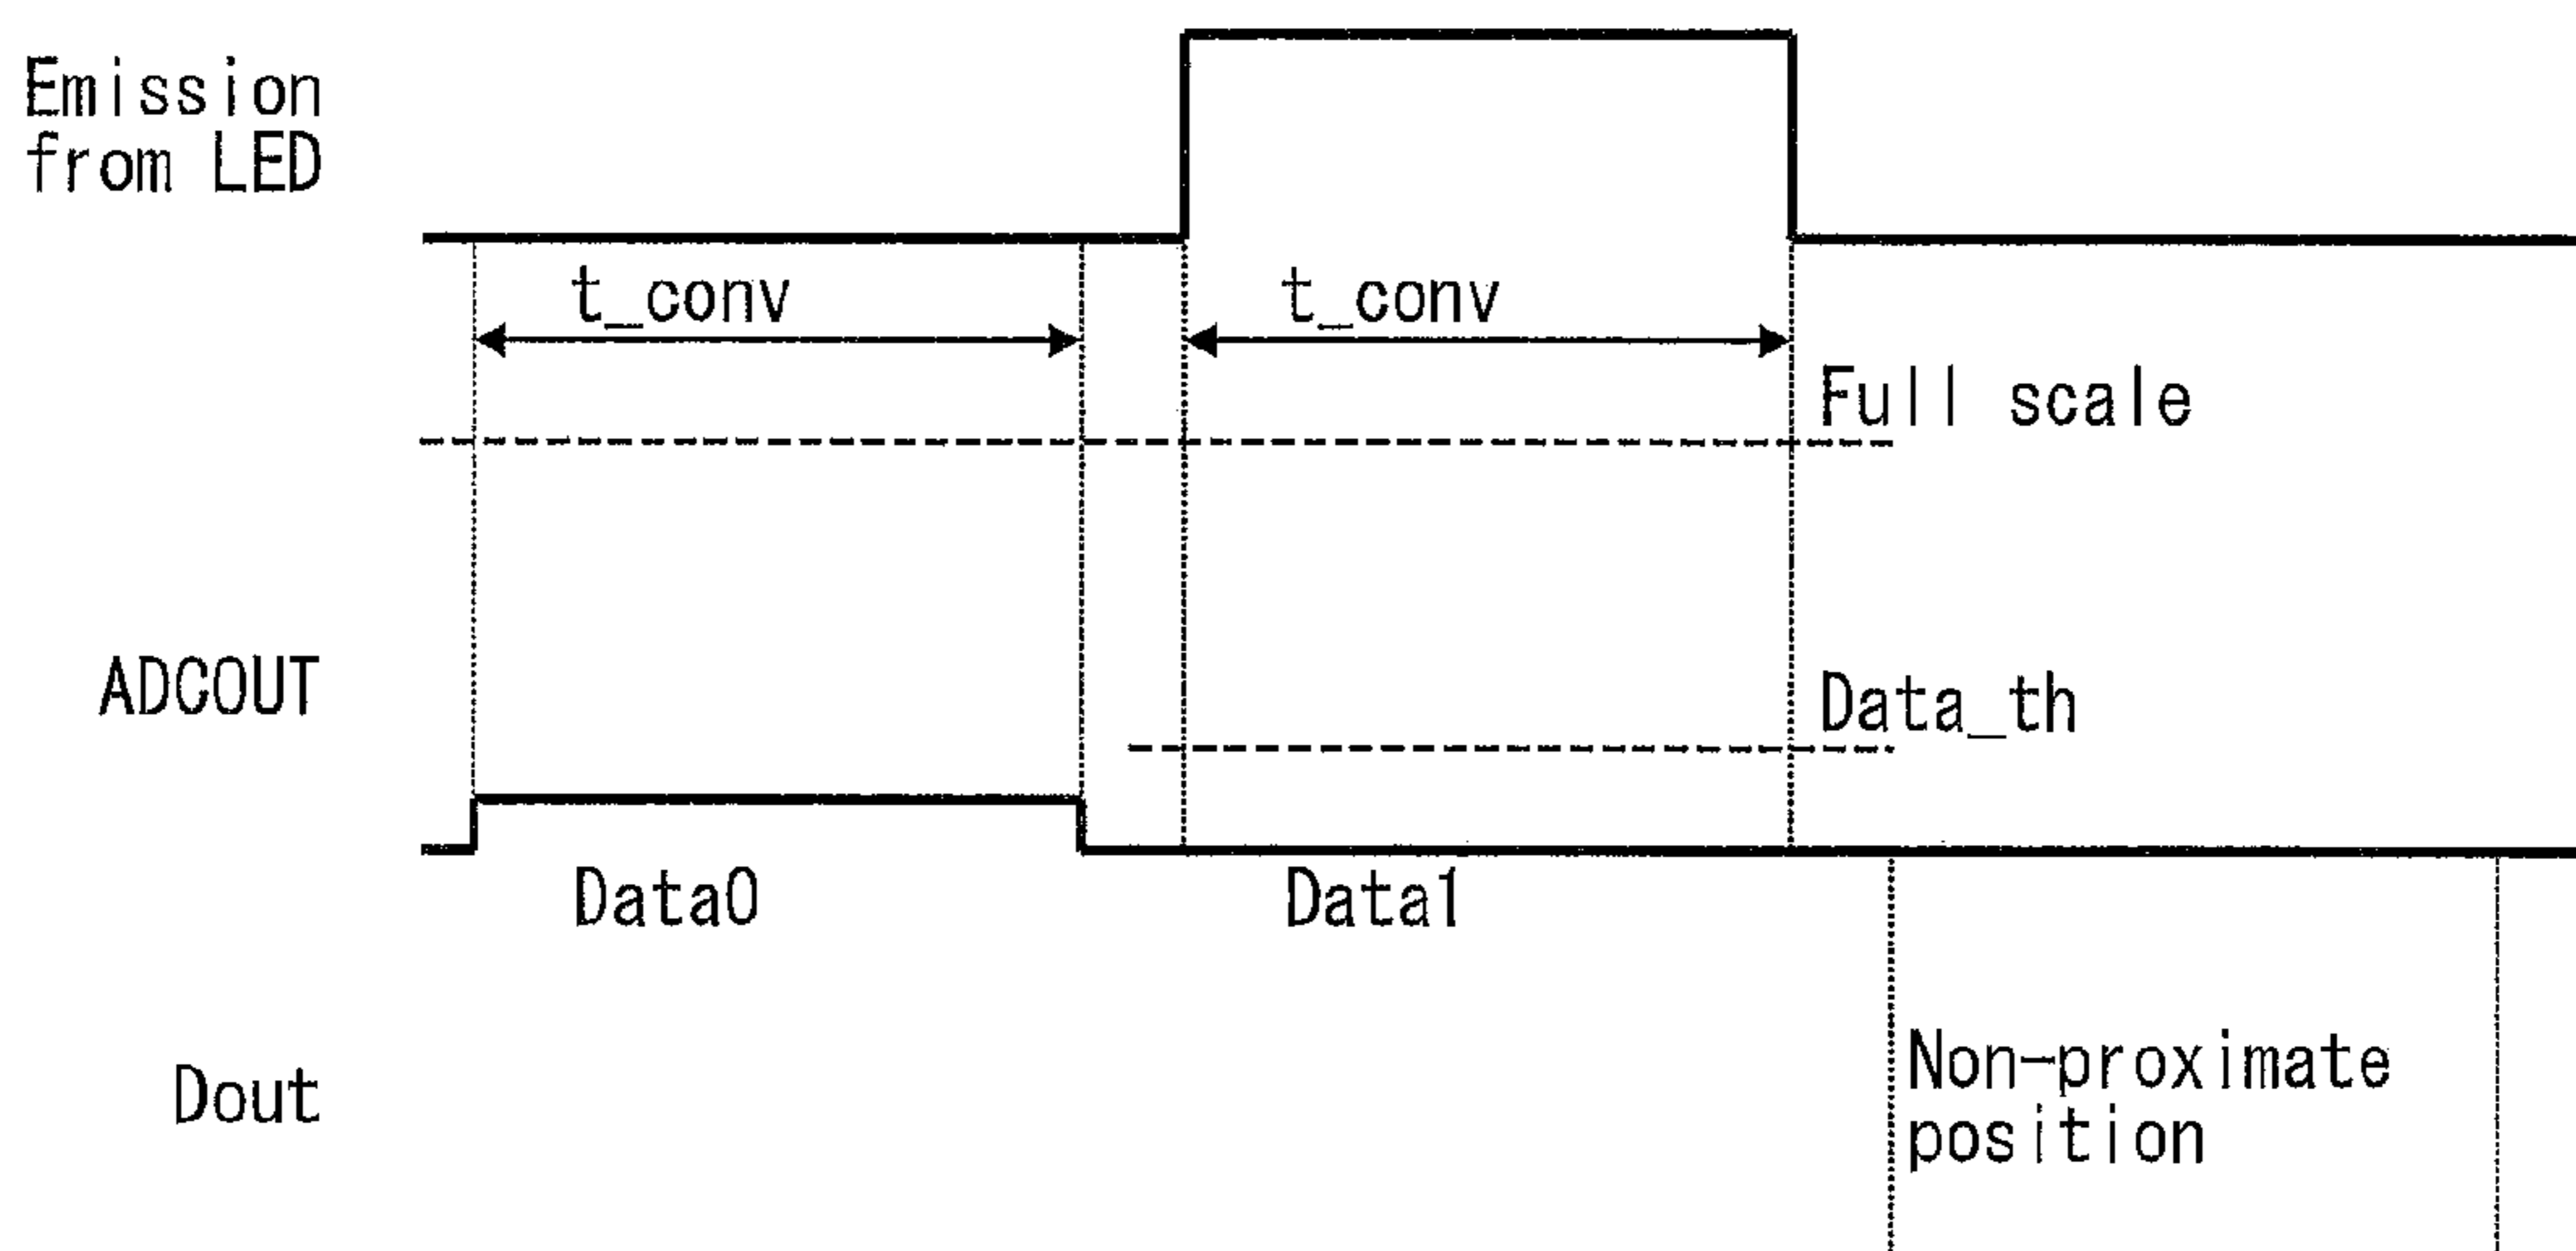 Emission
from LED
t_conv
t_conv
Full scale
ADCOUT
Data_th
Data0
Data1
Dout
Non-proximate
position